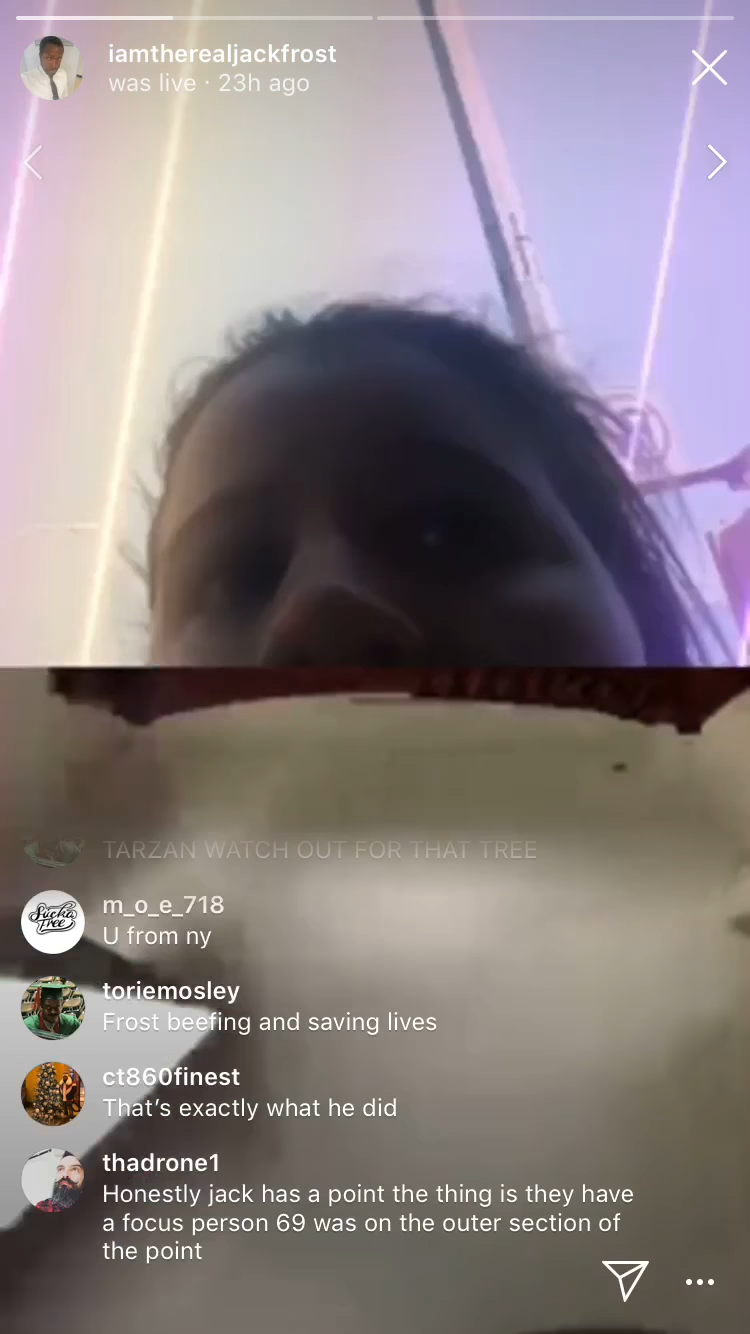 iamtherealjackfrost
was live · 23h ago
TARZAN WATCH OUT FOR THAT TREE
m_o_e_718
Sucka
Free
U from ny
toriemosley
Frost beefing and saving lives
ct860finest
That’s exactly what he did
thadrone1
Honestly jack has a point the thing is they have
a focus person 69 was on the outer section of
the point